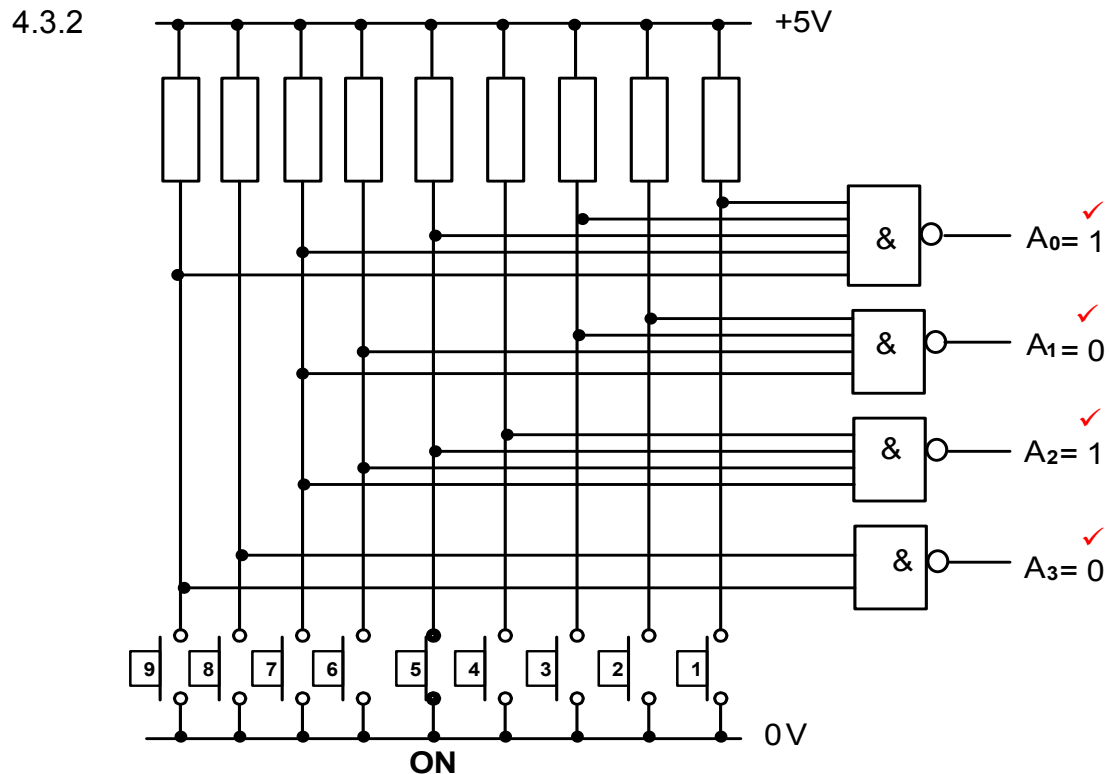 4.3.2 +5V
& A0= 1 ✓
& A1= 0 ✓
& A2= 1 ✓
& A3= 0 ✓
9 8 7 6 5 4 3 2 1
0V
ON